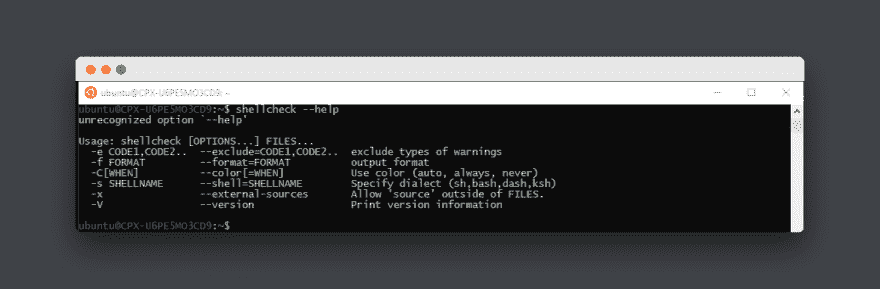 ubuntu@CPX-U6PE5MO3CD9: ~
ubuntu@CPX-U6PE5MO3CD9:~$ shellcheck --help
unrecognized option `--help'
Usage: shellcheck [OPTIONS...] FILES...
-e CODE1,CODE2.. --exclude=CODE1,CODE2.. exclude types of warnings
-f FORMAT --format=FORMAT output format
-C[WHEN] --color[=WHEN] Use color (auto, always, never)
-s SHELLNAME --shell=SHELLNAME Specify dialect (sh,bash,dash,ksh)
-x --external-sources Allow 'source' outside of FILES.
-V --version Print version information
ubuntu@CPX-U6PE5MO3CD9:~$